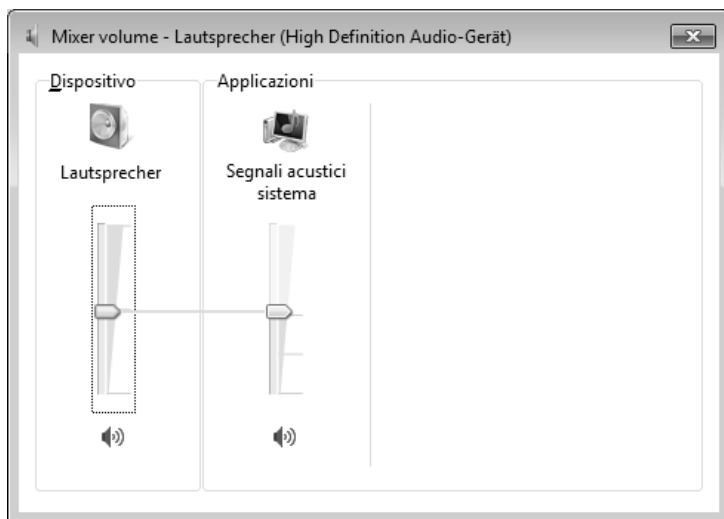 Mixer volume - Lautsprecher (High Definition Audio-Gerät)
Dispositivo
Applicazioni
Lautsprecher
Segnali acustici
sistema